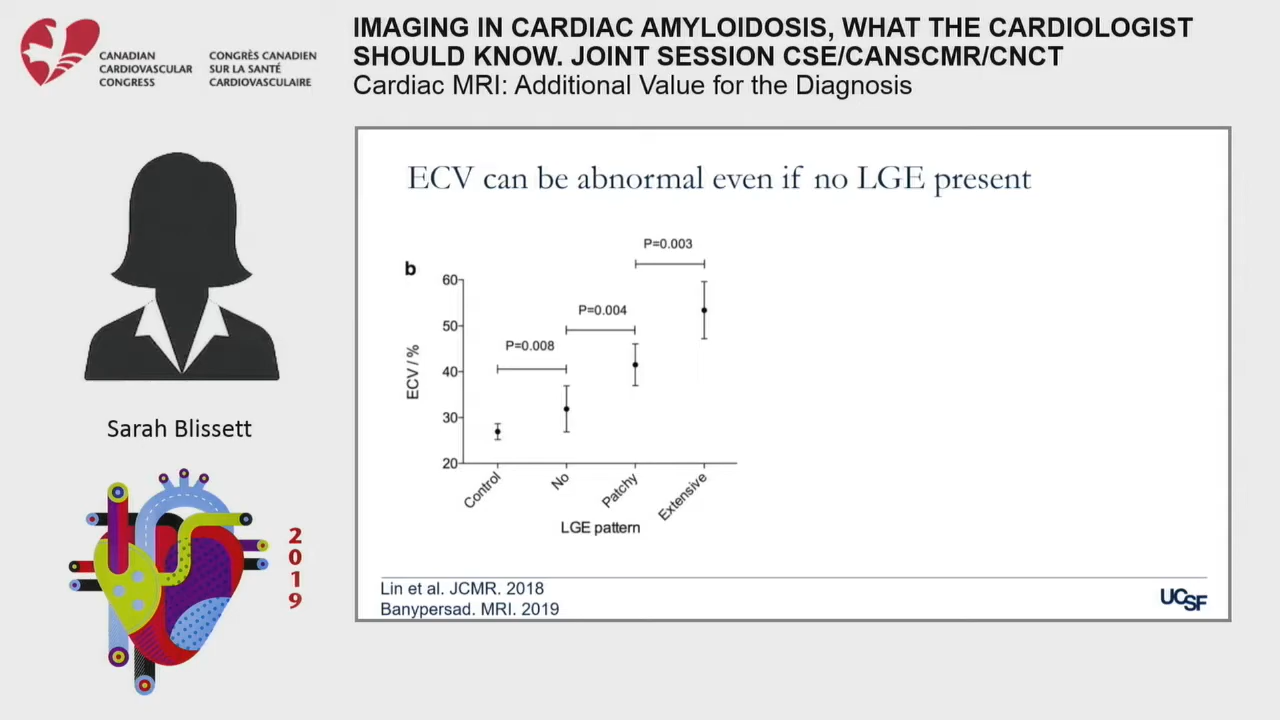 CANADIAN
CARDIOVASCULAR
CONGRESS
CONGRÈS CANADIEN
SUR LA SANTÉ
CARDIOVASCULAIRE
IMAGING IN CARDIAC AMYLOIDOSIS, WHAT THE CARDIOLOGIST
SHOULD KNOW. JOINT SESSION CSE/CANSCMR/CNCT
Cardiac MRI: Additional Value for the Diagnosis
Sarah Blissett
2
0
1
9
ECV can be abnormal even if no LGE present
b
P=0.003
P=0.004
P=0.008
ECV / %
60
50
40
30
20
Control
No
Patchy
Extensive
LGE pattern
Lin et al. JCMR. 2018
Banypersad. MRI. 2019
UCSF